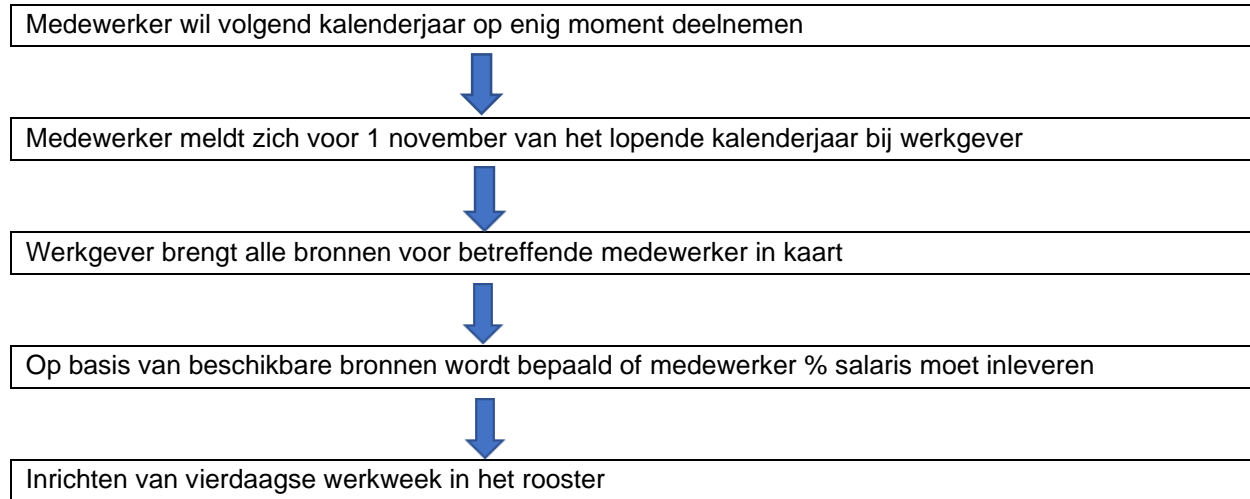 Medewerker wil volgend kalenderjaar op enig moment deelnemen
Medewerker meldt zich voor 1 november van het lopende kalenderjaar bij werkgever
Werkgever brengt alle bronnen voor betreffende medewerker in kaart
Op basis van beschikbare bronnen wordt bepaald of medewerker % salaris moet inleveren
Inrichten van vierdaagse werkweek in het rooster